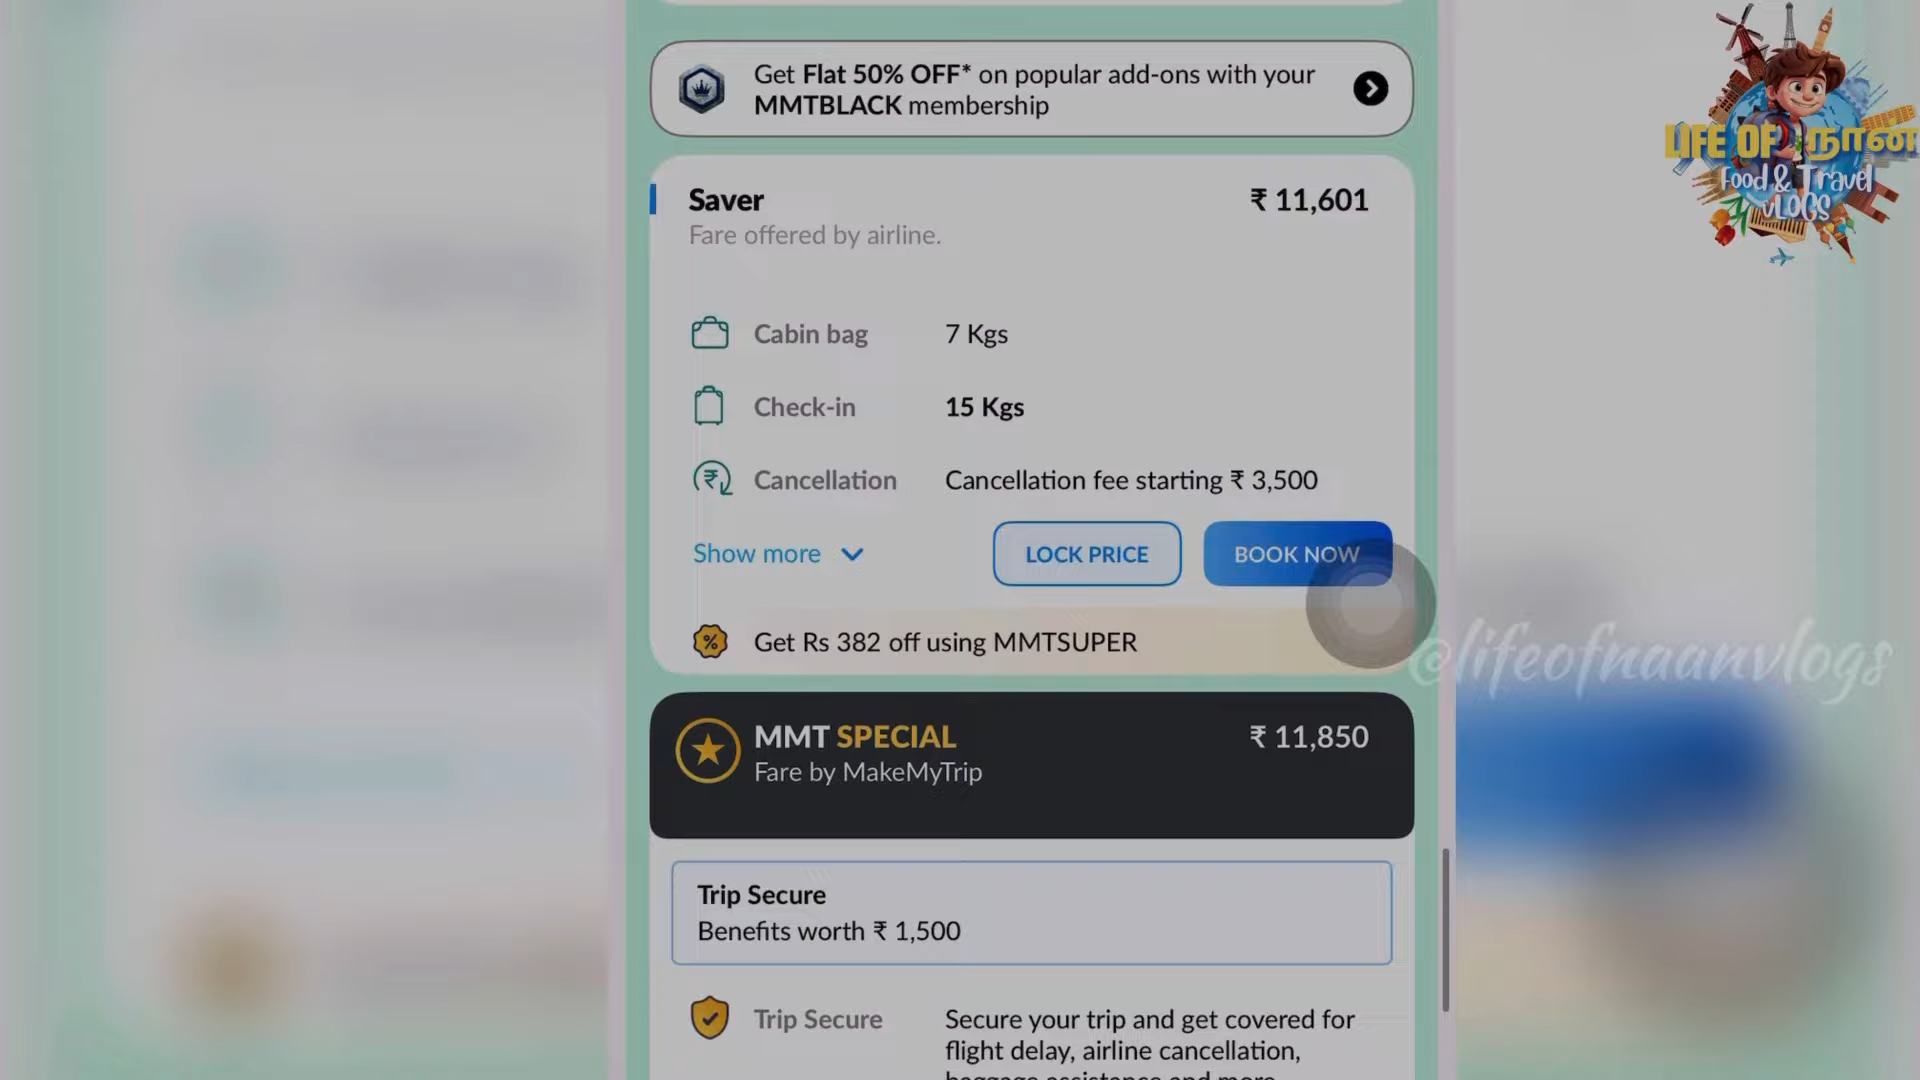 Get Flat 50% OFF* on popular add-ons with your
MMTBLACK membership
Saver
₹ 11,601
Fare offered by airline.
Cabin bag
7 Kgs
Check-in
15 Kgs
Cancellation
Cancellation fee starting ₹ 3,500
Show more
LOCK PRICE
BOOK NOW
Get Rs 382 off using MMTSUPER
MMT SPECIAL
₹ 11,850
Fare by MakeMyTrip
Trip Secure
Benefits worth ₹ 1,500
Trip Secure
Secure your trip and get covered for
flight delay, airline cancellation,
baggage assistance and more
LIFE OF நான்
Food & Travel
VLOGS
@lifeofnaanvlogs